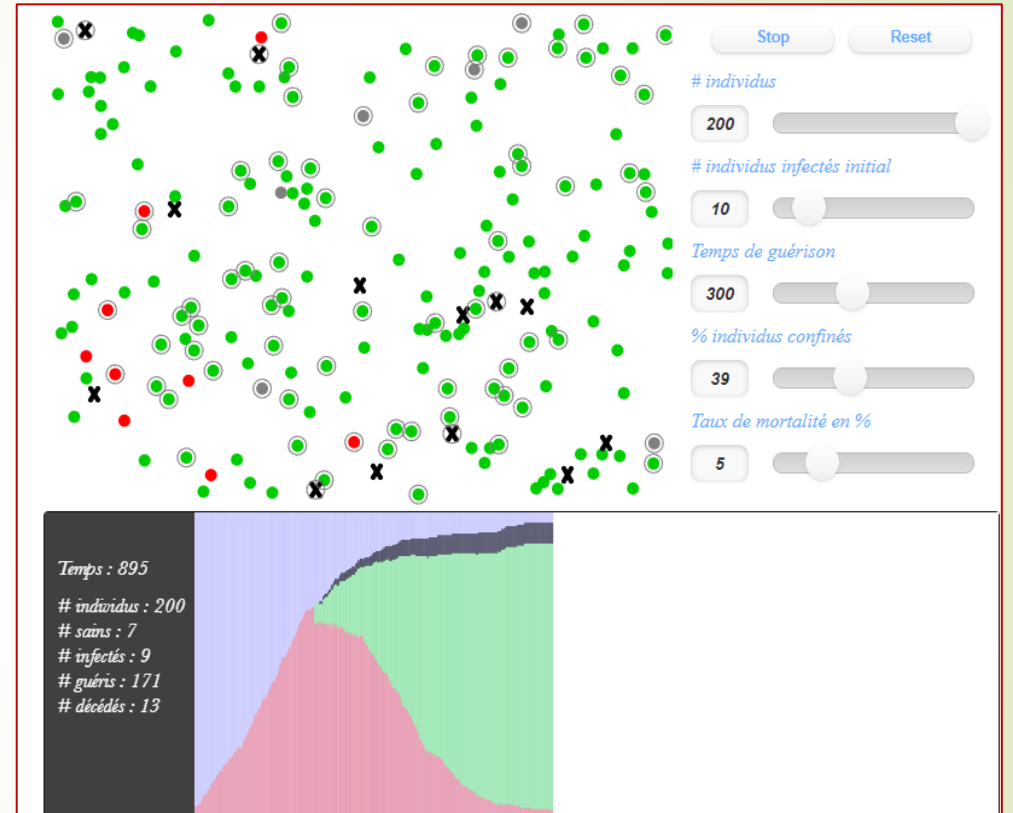 Stop Reset
# individus
200
# individus infectés initial
10
Temps de guérison
300
% individus confinés
39
Taux de mortalité en %
5
Temps : 895
# individus : 200
# sains : 7
# infectés : 9
# guéris : 171
# décédés : 13